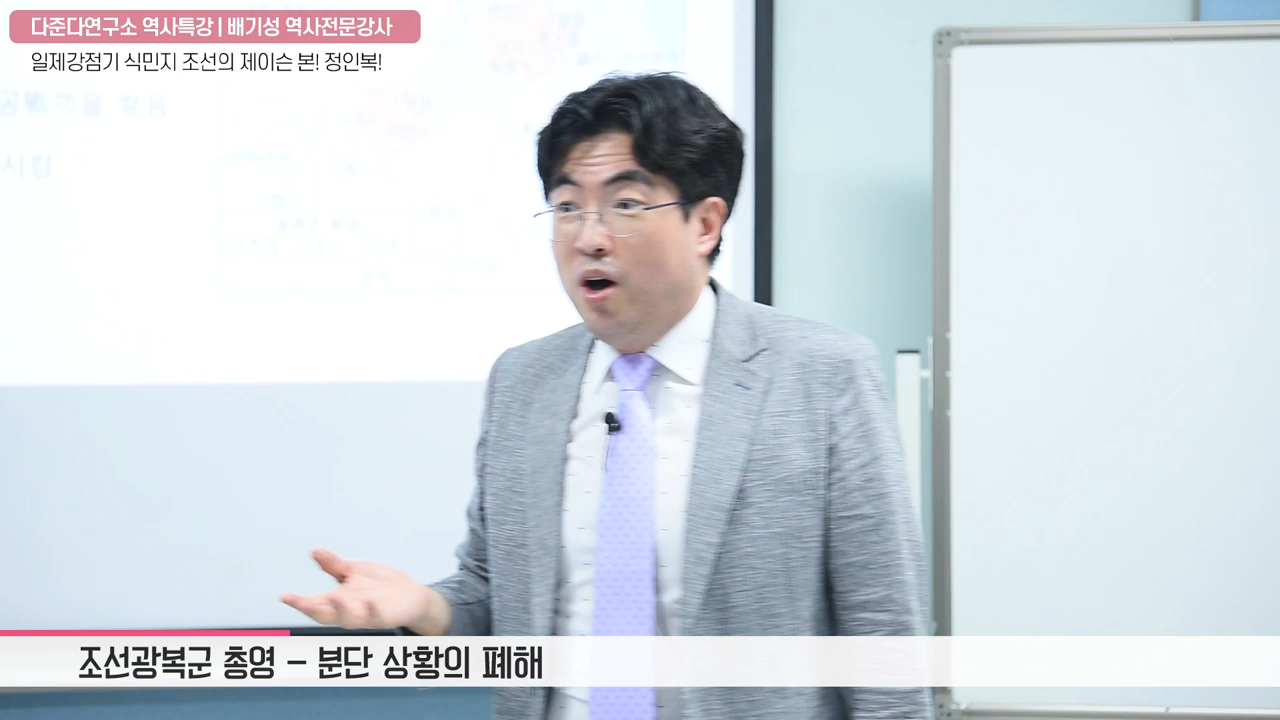 다준다연구소 역사특강 | 배기성 역사전문강사
일제강점기 식민지 조선의 제이슨 본! 정인복!
시킴
조선광복군 총영 – 분단 상황의 폐해